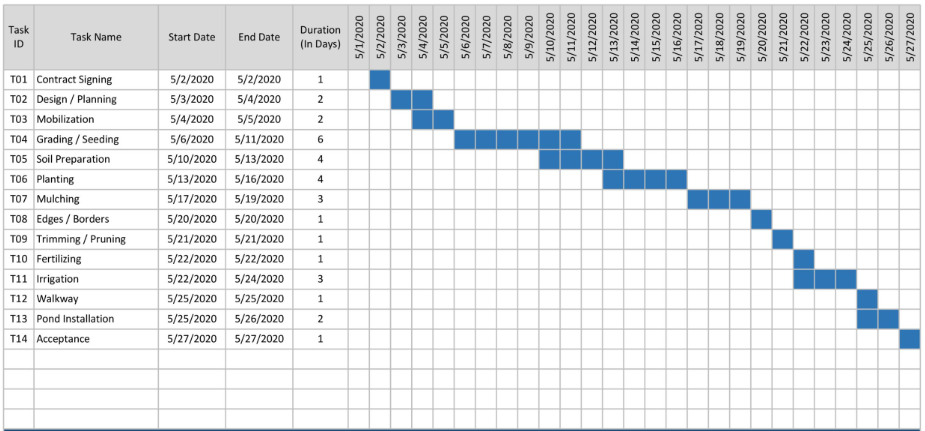 Task ID Task Name Start Date End Date Duration (In Days) 5/1/2020 5/2/2020 5/3/2020 5/4/2020 5/5/2020 5/6/2020 5/7/2020 5/8/2020 5/9/2020 5/10/2020 5/11/2020 5/12/2020 5/13/2020 5/14/2020 5/15/2020 5/16/2020 5/17/2020 5/18/2020 5/19/2020 5/20/2020 5/21/2020 5/22/2020 5/23/2020 5/24/2020 5/25/2020 5/26/2020 5/27/2020
T01 Contract Signing 5/2/2020 5/2/2020 1
T02 Design / Planning 5/3/2020 5/4/2020 2
T03 Mobilization 5/4/2020 5/5/2020 2
T04 Grading / Seeding 5/6/2020 5/11/2020 6
T05 Soil Preparation 5/10/2020 5/13/2020 4
T06 Planting 5/13/2020 5/16/2020 4
T07 Mulching 5/17/2020 5/19/2020 3
T08 Edges / Borders 5/20/2020 5/20/2020 1
T09 Trimming / Pruning 5/21/2020 5/21/2020 1
T10 Fertilizing 5/22/2020 5/22/2020 1
T11 Irrigation 5/22/2020 5/24/2020 3
T12 Walkway 5/25/2020 5/25/2020 1
T13 Pond Installation 5/25/2020 5/26/2020 2
T14 Acceptance 5/27/2020 5/27/2020 1